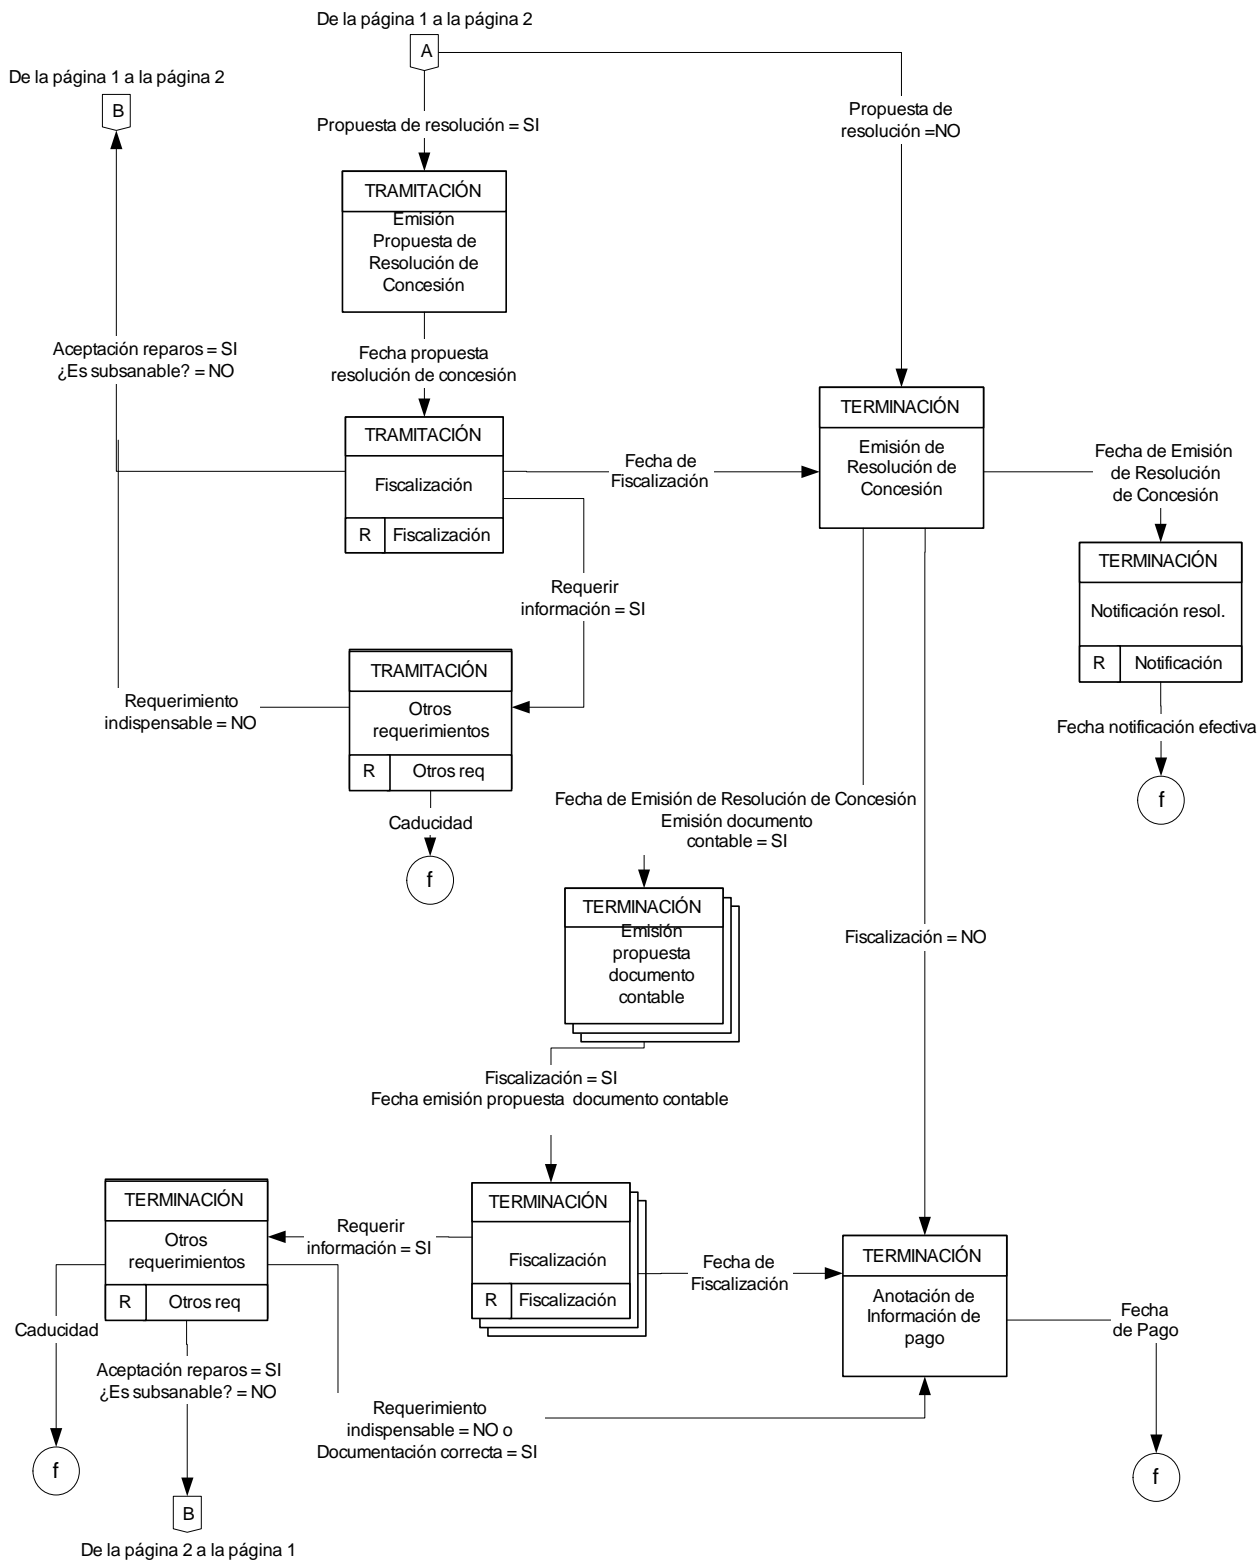 De la página 1 a la página 2
A
De la página 1 a la página 2
B
Propuesta de resolución = SI
Propuesta de
resolución =NO
TRAMITACIÓN
Emisión
Propuesta de
Resolución de
Concesión
Aceptación reparos = SI
¿Es subsanable? = NO
Fecha propuesta
resolución de concesión
TRAMITACIÓN
Fiscalización
R
Fiscalización
Fecha de
Fiscalización
TERMINACIÓN
Emisión de
Resolución de
Concesión
Fecha de Emisión
de Resolución
de Concesión
TERMINACIÓN
Notificación resol.
R
Notificación
Fecha notificación efectiva
f
Requerir
información = SI
TRAMITACIÓN
Otros
requerimientos
R
Otros req
Requerimiento
indispensable = NO
Caducidad
f
Fecha de Emisión de Resolución de Concesión
Emisión documento
contable = SI
TERMINACIÓN
Emisión
propuesta
documento
contable
Fiscalización = NO
Fiscalización = SI
Fecha emisión propuesta  documento contable
TERMINACIÓN
Otros
requerimientos
R
Otros req
Requerir
información = SI
TERMINACIÓN
Fiscalización
R
Fiscalización
Fecha de
Fiscalización
TERMINACIÓN
Anotación de
Información de
pago
Fecha
de Pago
f
Caducidad
f
Aceptación reparos = SI
¿Es subsanable? = NO
Requerimiento
indispensable = NO o
Documentación correcta = SI
B
De la página 2 a la página 1